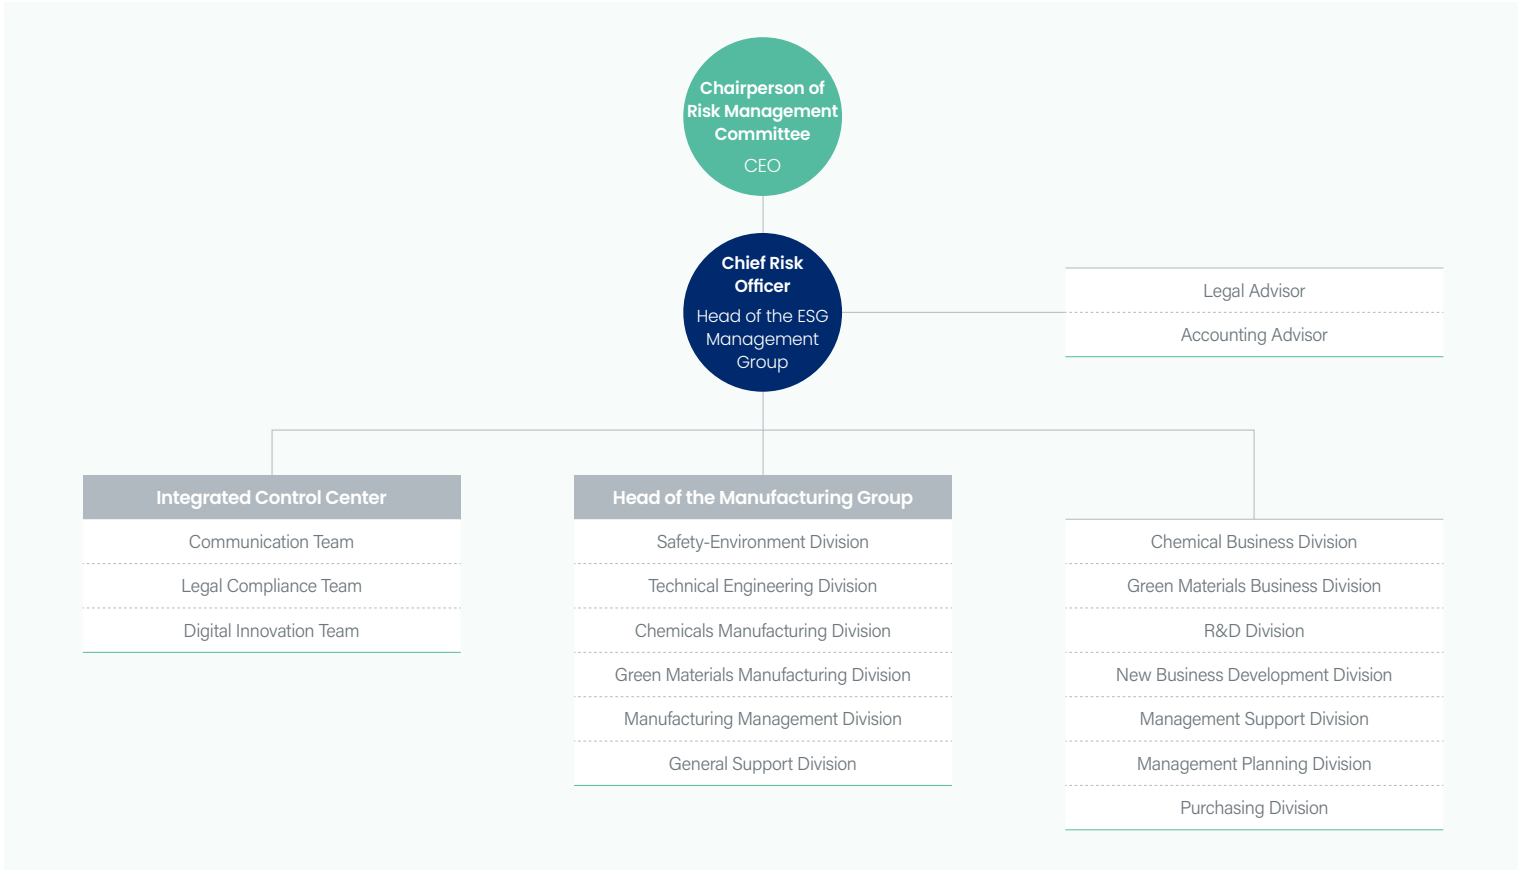 Chairperson of
Risk Management
Committee
CEO
Chief Risk
Officer
Head of the ESG
Management
Group
Legal Advisor
Accounting Advisor
Integrated Control Center
Communication Team
Legal Compliance Team
Digital Innovation Team
Head of the Manufacturing Group
Safety-Environment Division
Technical Engineering Division
Chemicals Manufacturing Division
Green Materials Manufacturing Division
Manufacturing Management Division
General Support Division
Chemical Business Division
Green Materials Business Division
R&D Division
New Business Development Division
Management Support Division
Management Planning Division
Purchasing Division